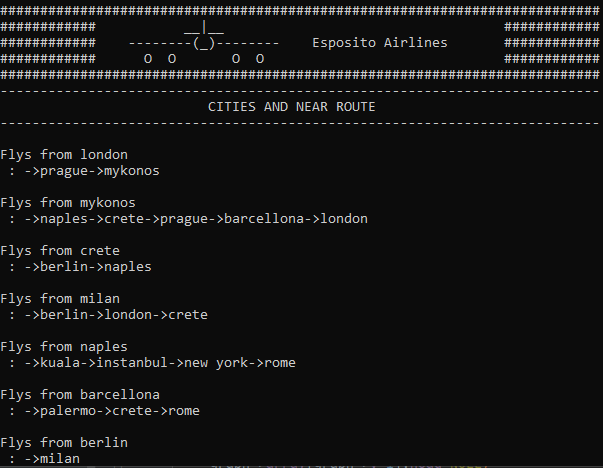 ###########################################################################
############           __|__                                   ############
############    --------(_)--------    Esposito Airlines       ############
############      O  O       O  O                              ############
###########################################################################
---------------------------------------------------------------------------
                          CITIES AND NEAR ROUTE
---------------------------------------------------------------------------
Flys from london
 : ->prague->mykonos
Flys from mykonos
 : ->naples->crete->prague->barcellona->london
Flys from crete
 : ->berlin->naples
Flys from milan
 : ->berlin->london->crete
Flys from naples
 : ->kuala->instanbul->new york->rome
Flys from barcellona
 : ->palermo->crete->rome
Flys from berlin
 : ->milan